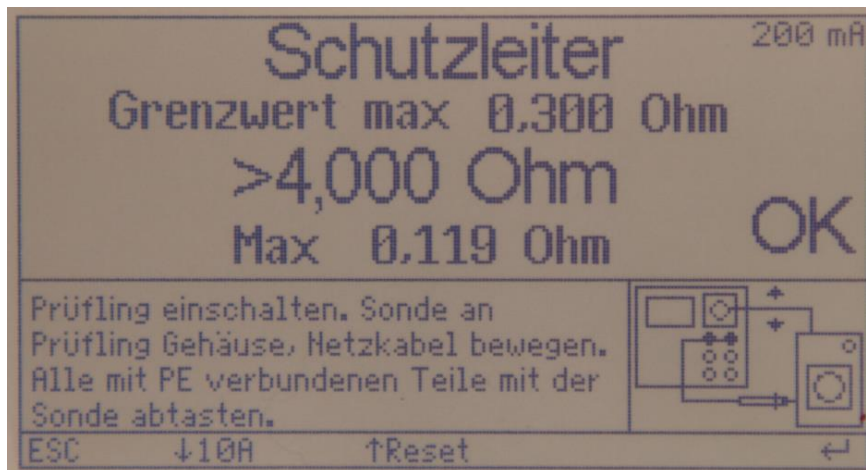 200 mA
Schutzleiter
Grenzwert max 0,300 Ohm
>4,000 Ohm
OK
Max 0,119 Ohm
Prüfling einschalten. Sonde an
Prüfling Gehäuse, Netzkabel bewegen.
Alle mit PE verbundenen Teile mit der
Sonde abtasten.
ESC ↓10A ↑Reset ↵